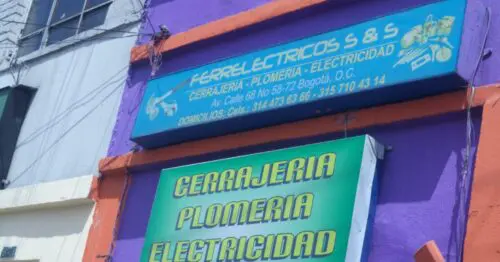 FERRELECTRICOS S & S
CERRAJERIA - PLOMERIA - ELECTRICIDAD
Av. Calle 68 No 58-72 Bogotá, D.C.
DOMICILIOS: Cels.: 314 473 63 66 - 315 710 43 14
CERRAJERIA
PLOMERIA
ELECTRICIDAD